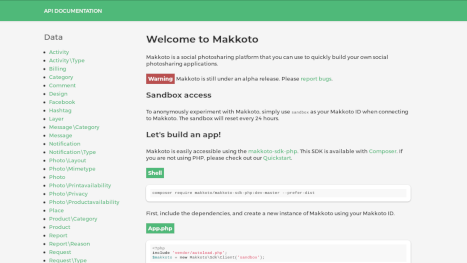 API DOCUMENTATION
Data
Activity
Activity\Type
Billing
Category
Comment
Design
Facebook
Hashtag
Layer
Message\Category
Message
Notification
Notification\Type
Photo\Layout
Photo\Mimetype
Photo
Photo\Printavailability
Photo\Privacy
Photo\Productavailability
Place
Product\Category
Product
Report
Report\Reason
Request
Request\Type
Welcome to Makkoto
Makkoto is a social photosharing platform that you can use to quickly build your own social
photosharing applications.
Warning Makkoto is still under an alpha release. Please report bugs.
Sandbox access
To anonymously experiment with Makkoto, simply use sandbox as your Makkoto ID when connecting
to Makkoto. The sandbox will reset every 24 hours.
Let's build an app!
Makkoto is easily accessible using the makkoto-sdk-php. This SDK is available with Composer. If
you are not using PHP, please check out our Quickstart.
Shell
composer require makkoto/makkoto-sdk-php:dev-master --prefer-dist
First, include the dependencies, and create a new instance of Makkoto using your Makkoto ID.
App.php
<?php
include 'vendor/autoload.php';
$makkoto = new Makkoto\Sdk\Client('sandbox');